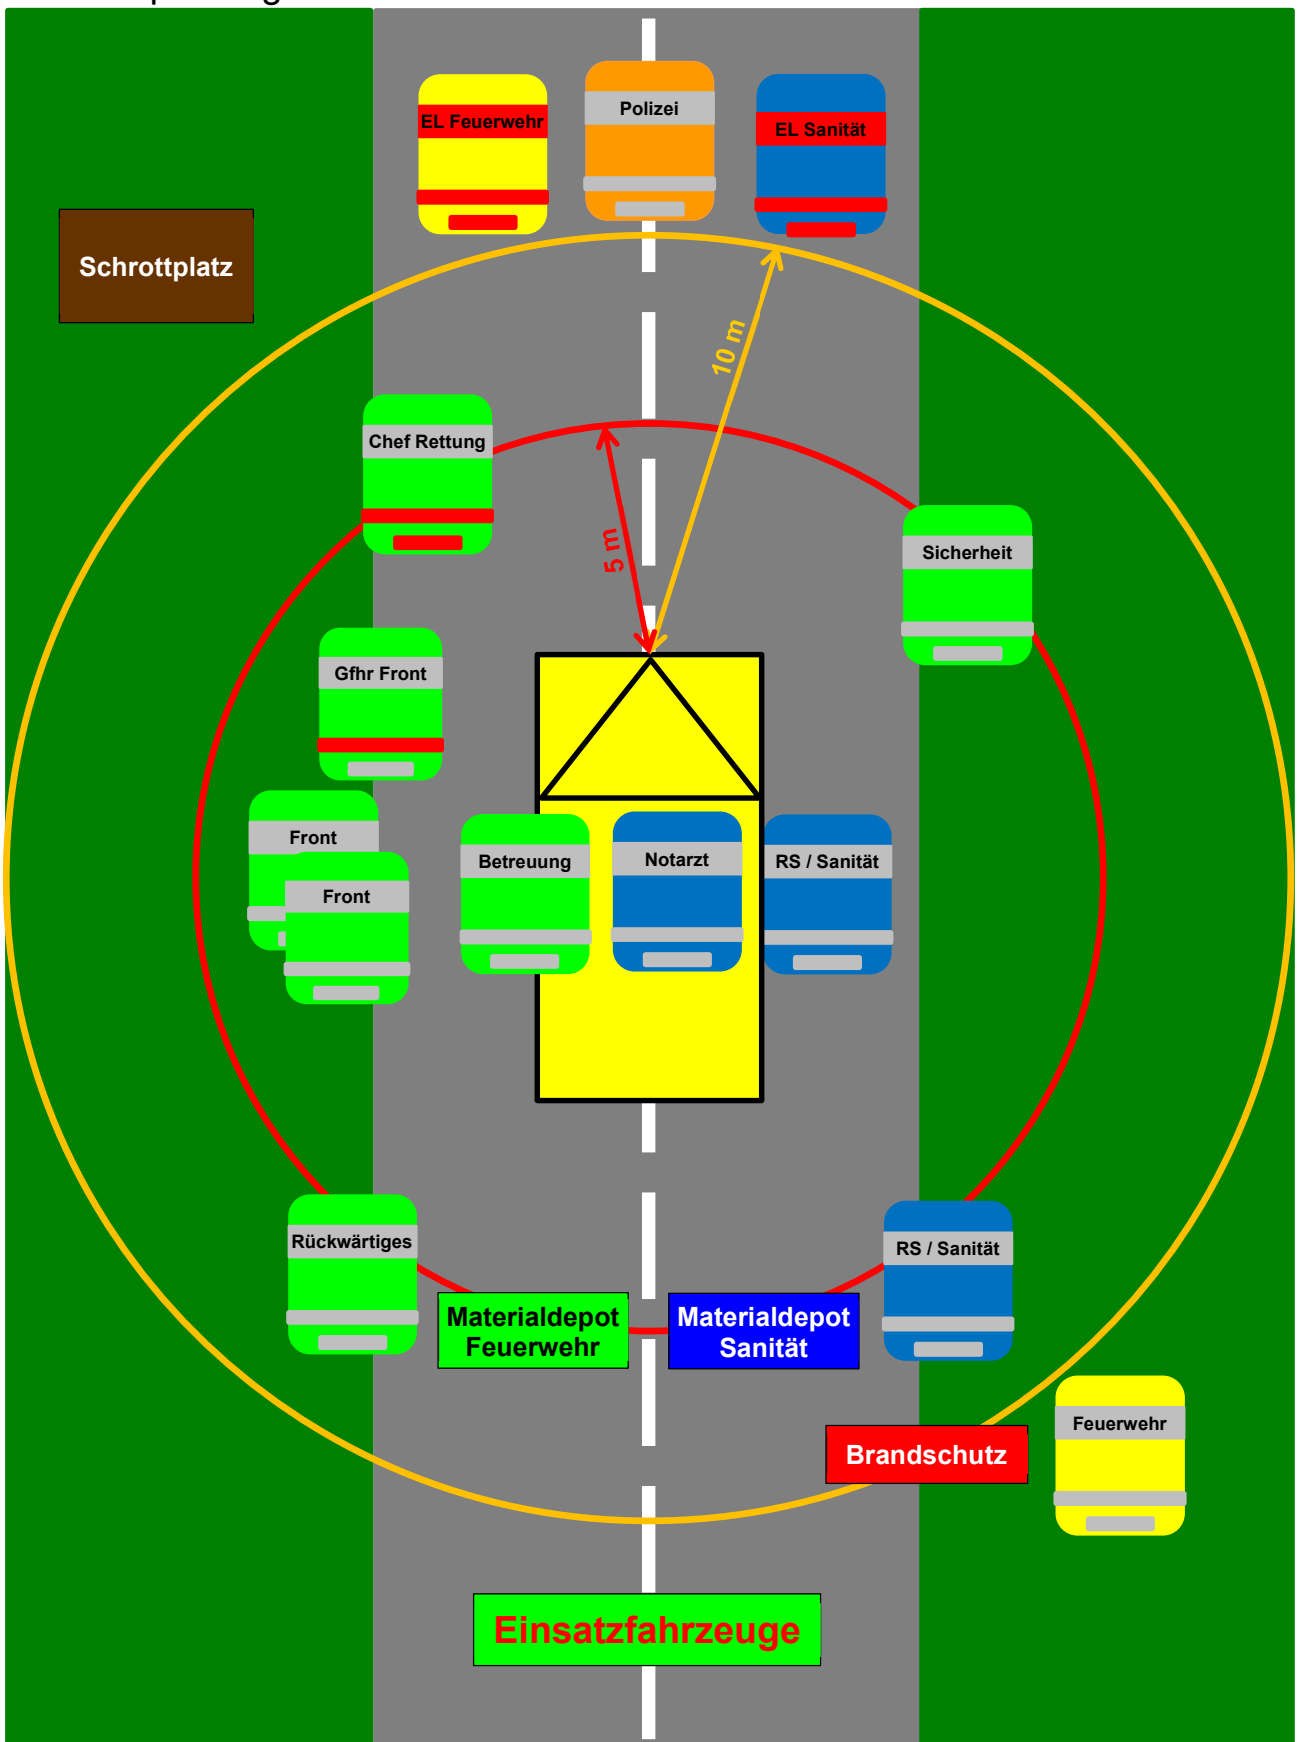 EL Feuerwehr
Polizei
EL Sanität
Schrottplatz
10 m
Chef Rettung
5 m
Sicherheit
Gfhr Front
Front
Front
Betreuung
Notarzt
RS / Sanität
Rückwärtiges
RS / Sanität
Materialdepot
Feuerwehr
Materialdepot
Sanität
Feuerwehr
Brandschutz
Einsatzfahrzeuge